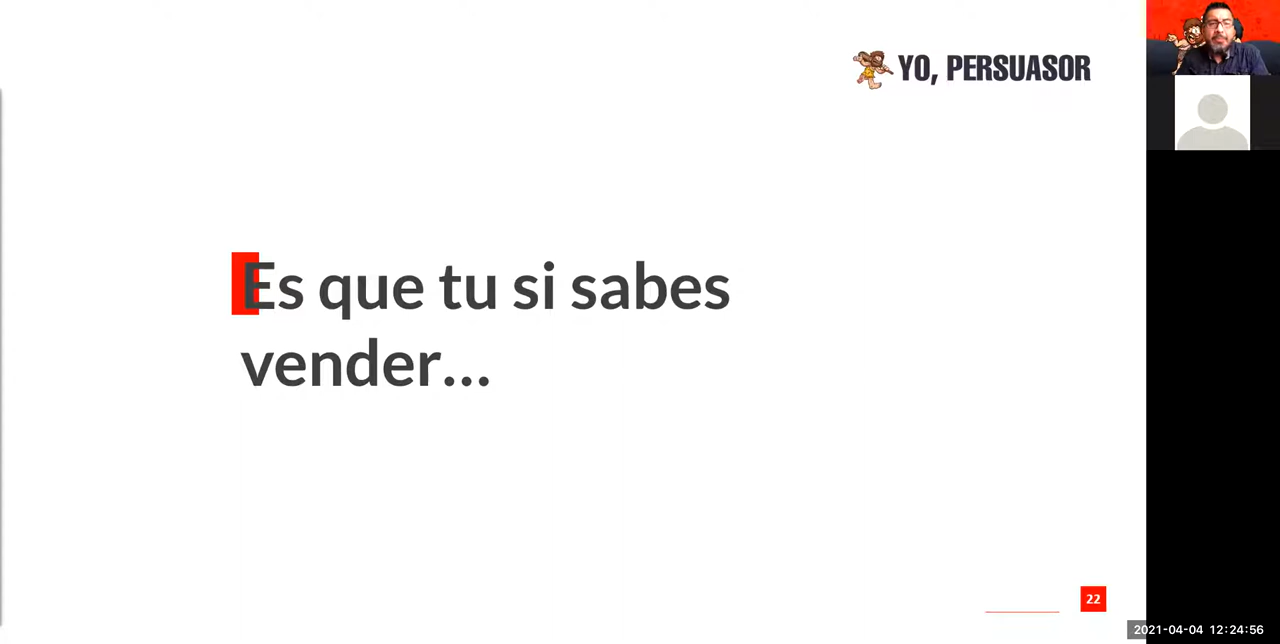 YO, PERSUASOR
Es que tu si sabes
vender...
22
2021-04-04 12:24:56